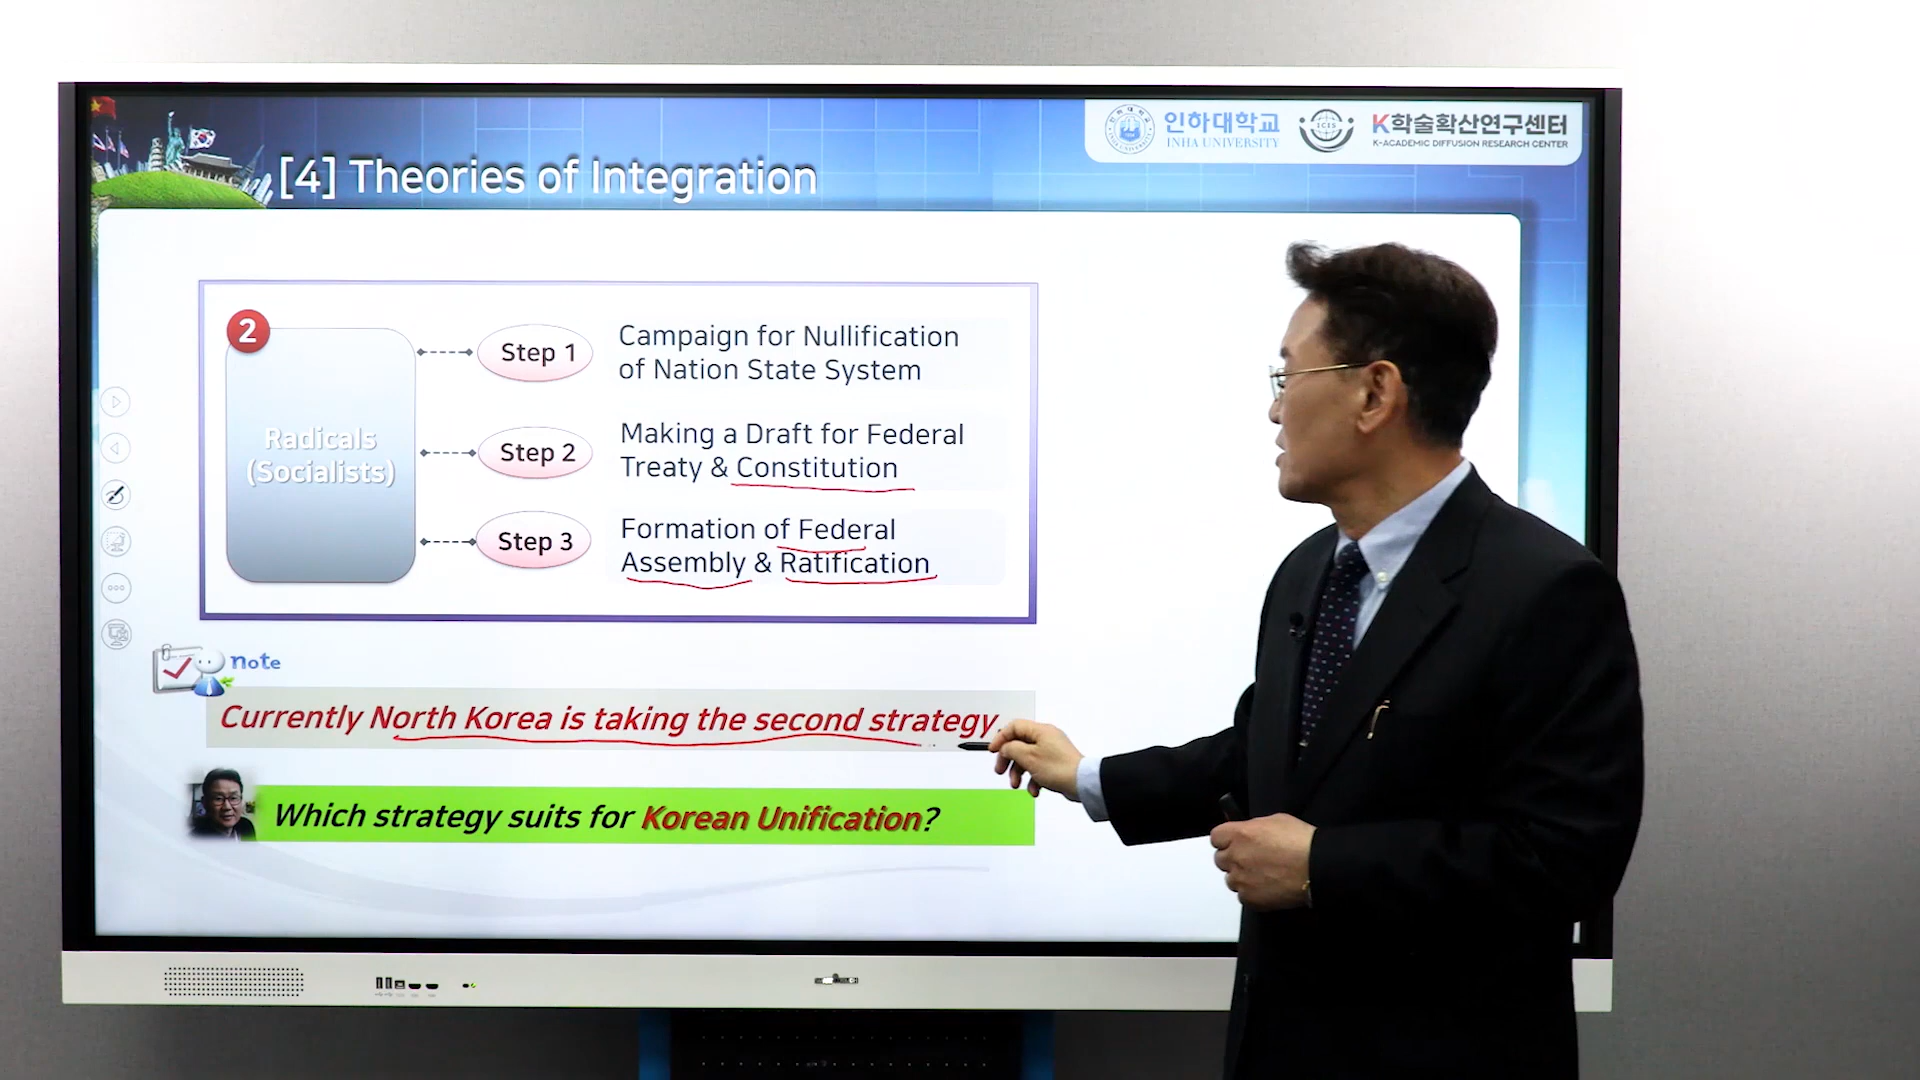 인하대학교
INHA UNIVERSITY
ICIS
K학술확산연구센터
K-ACADEMIC DIFFUSION RESEARCH CENTER
[4] Theories of Integration
2
Radicals
(Socialists)
Step 1
Campaign for Nullification
of Nation State System
Step 2
Making a Draft for Federal
Treaty & Constitution
Step 3
Formation of Federal
Assembly & Ratification
note
Currently North Korea is taking the second strategy.
Which strategy suits for Korean Unification?